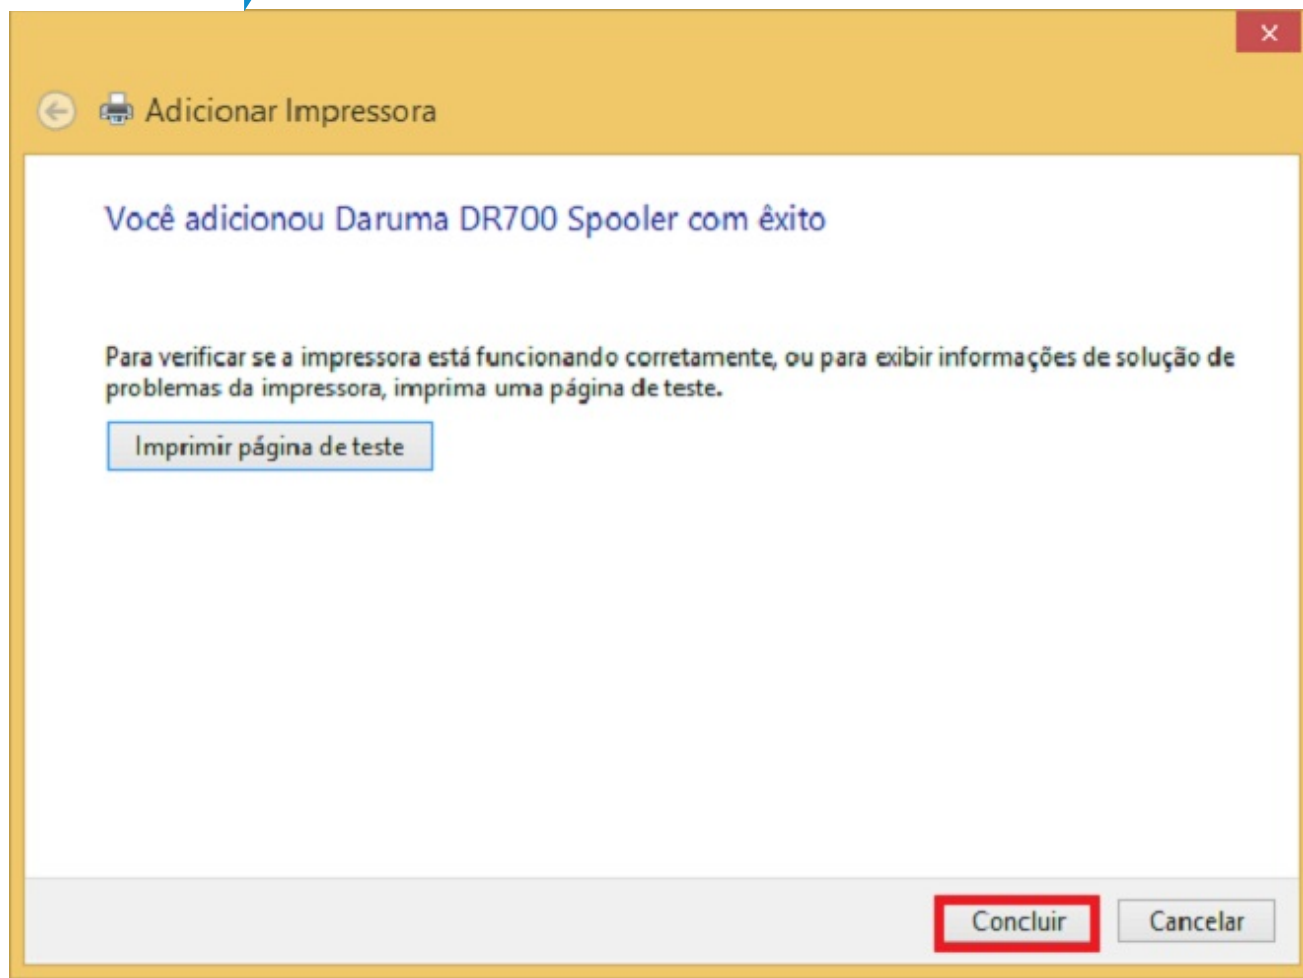 Adicionar Impressora
Você adicionou Daruma DR700 Spooler com êxito
Para verificar se a impressora está funcionando corretamente, ou para exibir informações de solução de
problemas da impressora, imprima uma página de teste.
Imprimir página de teste
Concluir
Cancelar